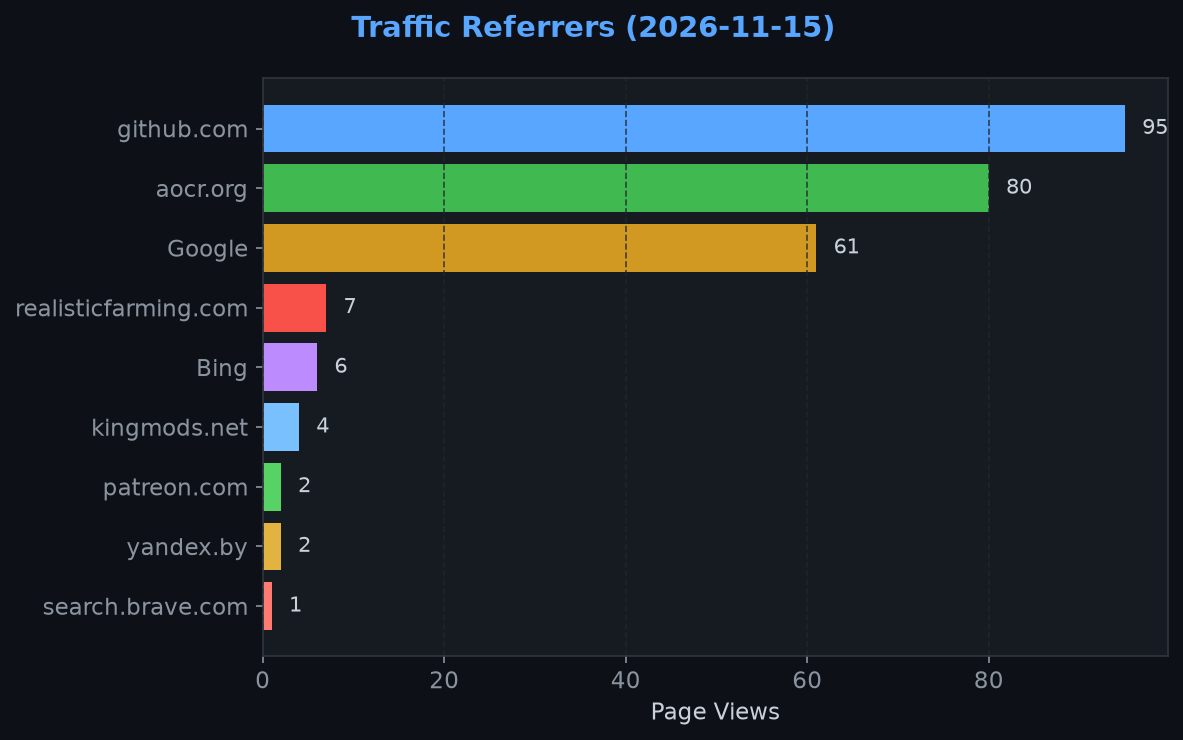 Traffic Referrers (2026-11-15)
github.com 95
aocr.org 80
Google 61
realisticfarming.com 7
Bing 6
kingmods.net 4
patreon.com 2
yandex.by 2
search.brave.com 1
0 20 40 60 80
Page Views